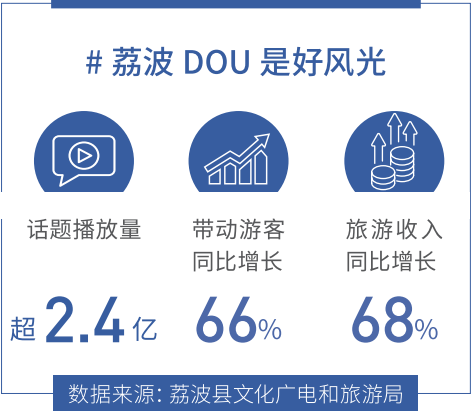 # 荔波 DOU 是好风光
话题播放量
超 2.4 亿
带动游客
同比增长
66%
旅游收入
同比增长
68%
数据来源：荔波县文化广电和旅游局